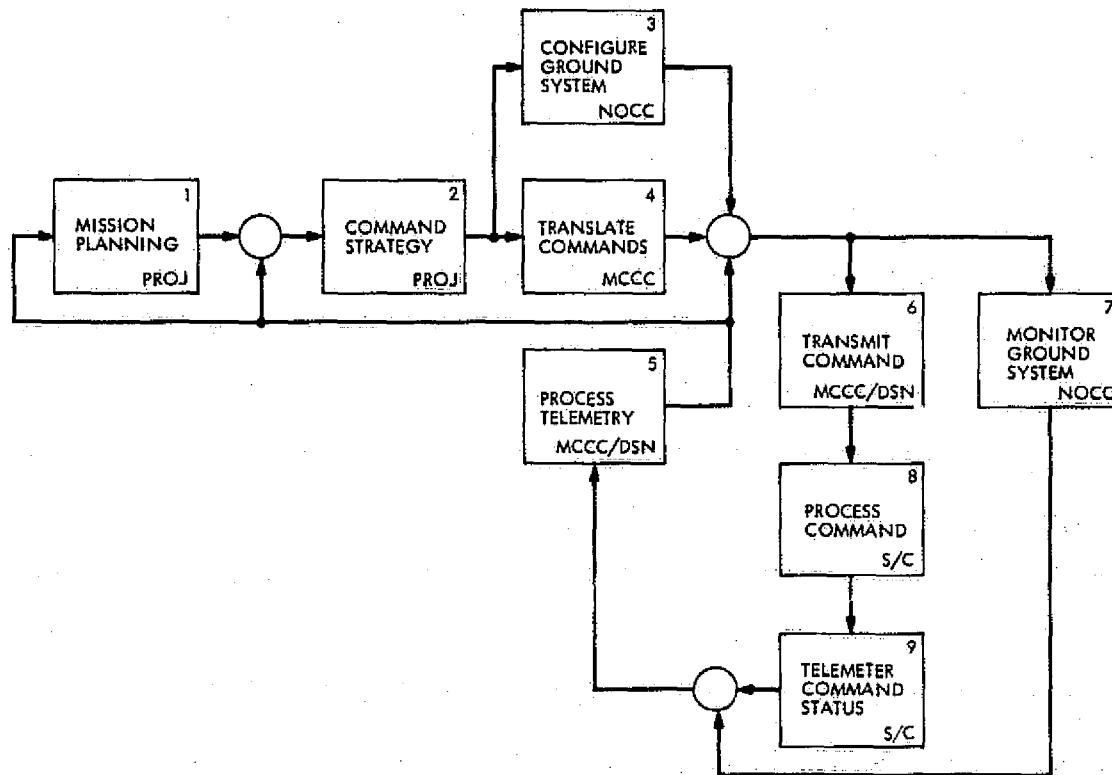 1
MISSION
PLANNING
PROJ
2
COMMAND
STRATEGY
PROJ
3
CONFIGURE
GROUND
SYSTEM
NOCC
4
TRANSLATE
COMMANDS
MCCC
5
PROCESS
TELEMETRY
MCCC/DSN
6
TRANSMIT
COMMAND
MCCC/DSN
7
MONITOR
GROUND
SYSTEM
NOCC
8
PROCESS
COMMAND
S/C
9
TELEMETER
COMMAND
STATUS
S/C